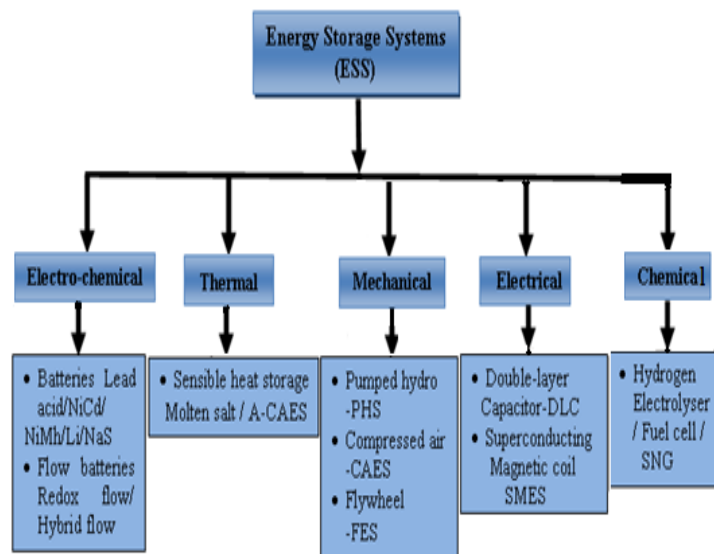 Energy Storage Systems
(ESS)
Electro-chemical
Thermal
Mechanical
Electrical
Chemical
• Batteries Lead
acid/NiCd/
NiMh/Li/NaS
• Flow batteries
Redox flow/
Hybrid flow
• Sensible heat storage
Molten salt / A-CAES
• Pumped hydro
-PHS
• Compressed air
-CAES
• Flywheel
-FES
• Double-layer
Capacitor-DLC
• Superconducting
Magnetic coil
SMES
• Hydrogen
Electrolyser
/ Fuel cell /
SNG